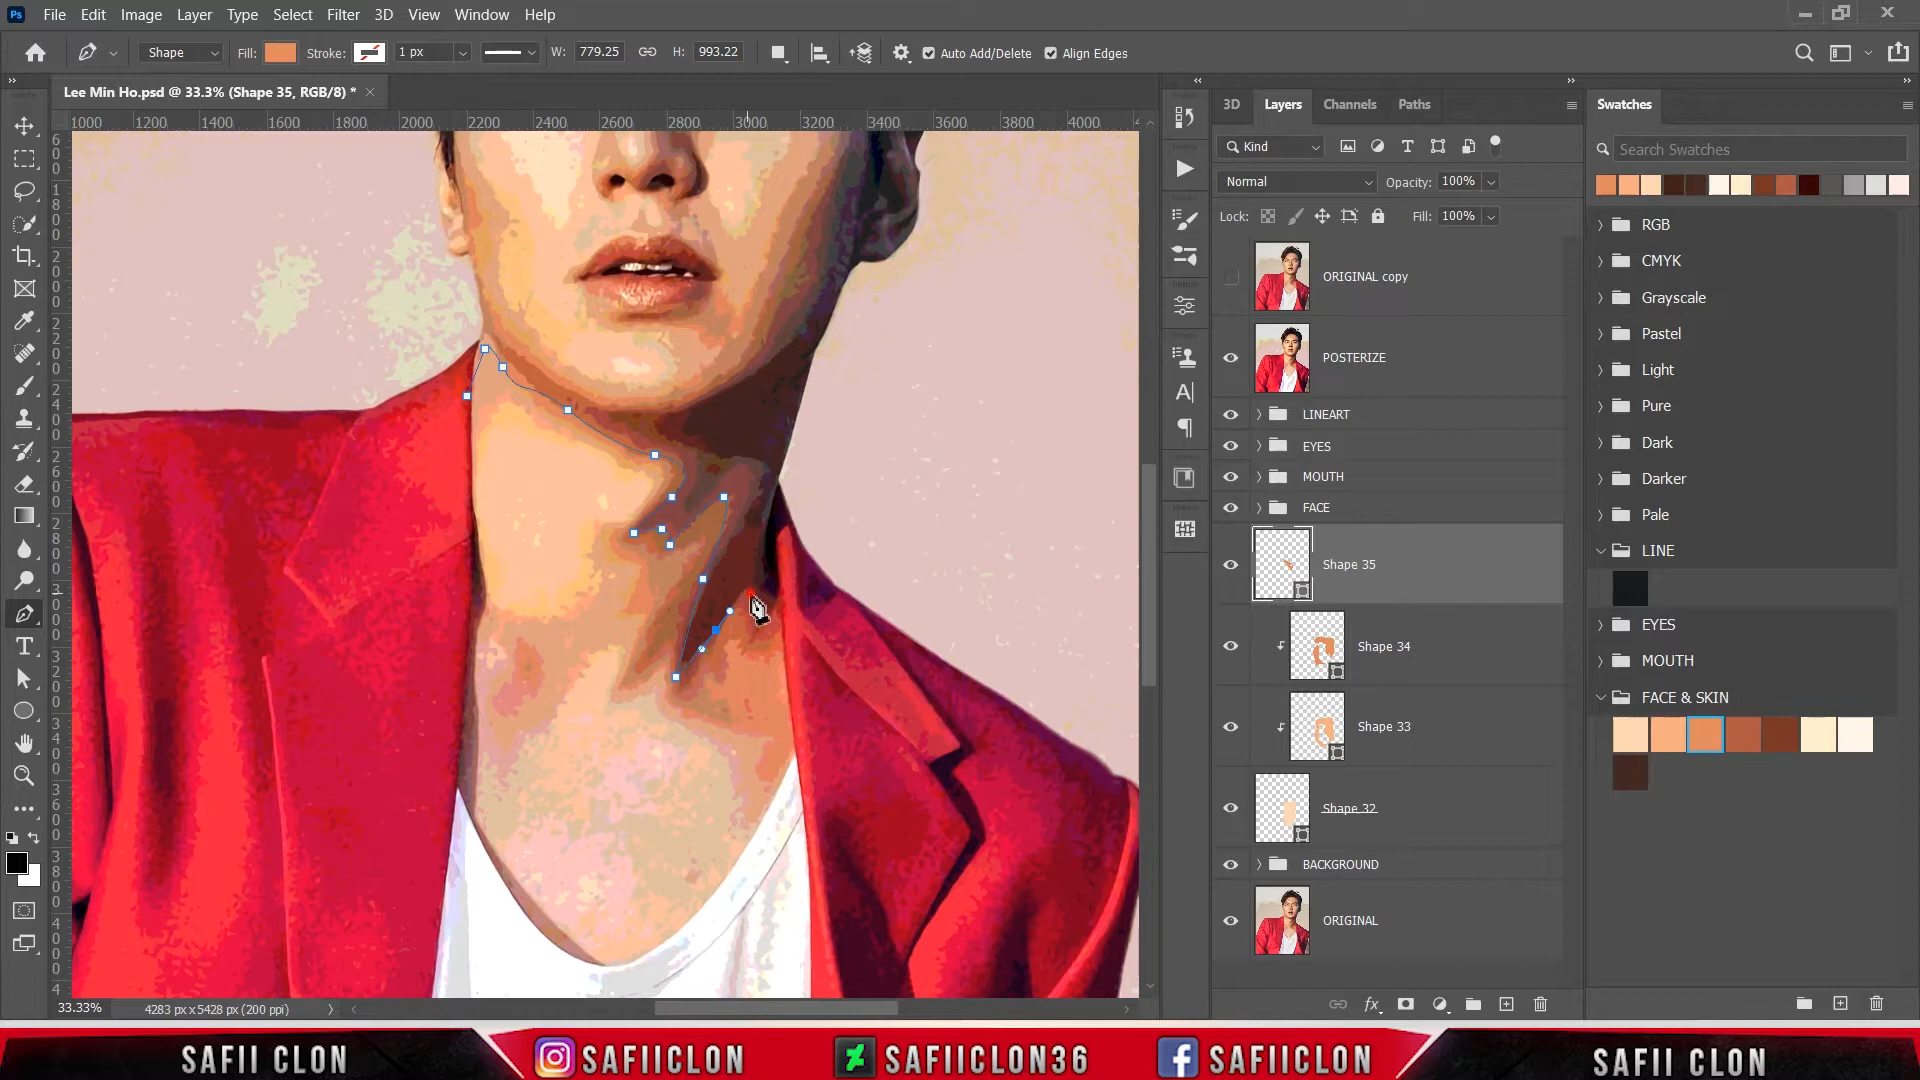 Ps File Edit Image Layer Type Select Filter 3D View Window Help
Shape Fill: Stroke: 1 px W: 779.25 H: 993.22 Auto Add/Delete Align Edges
Lee Min Ho.psd @ 33.3% (Shape 35, RGB/8) * ×
1000 1200 1400 1600 1800 2000 2200 2400 2600 2800 3000 3200 3400 3600 3800 4000
3D Layers Channels Paths
Kind
Normal Opacity: 100%
Lock: Fill: 100%
ORIGINAL copy
POSTERIZE
LINEART
EYES
MOUTH
FACE
Shape 35
Shape 34
Shape 33
Shape 32
BACKGROUND
ORIGINAL
fx
Swatches
Search Swatches
RGB
CMYK
Grayscale
Pastel
Light
Pure
Dark
Darker
Pale
LINE
EYES
MOUTH
FACE & SKIN
33.33% 4283 px x 5428 px (200 ppi)
SAFII CLON SAFIICLON SAFIICLON36 SAFIICLON SAFII CLON